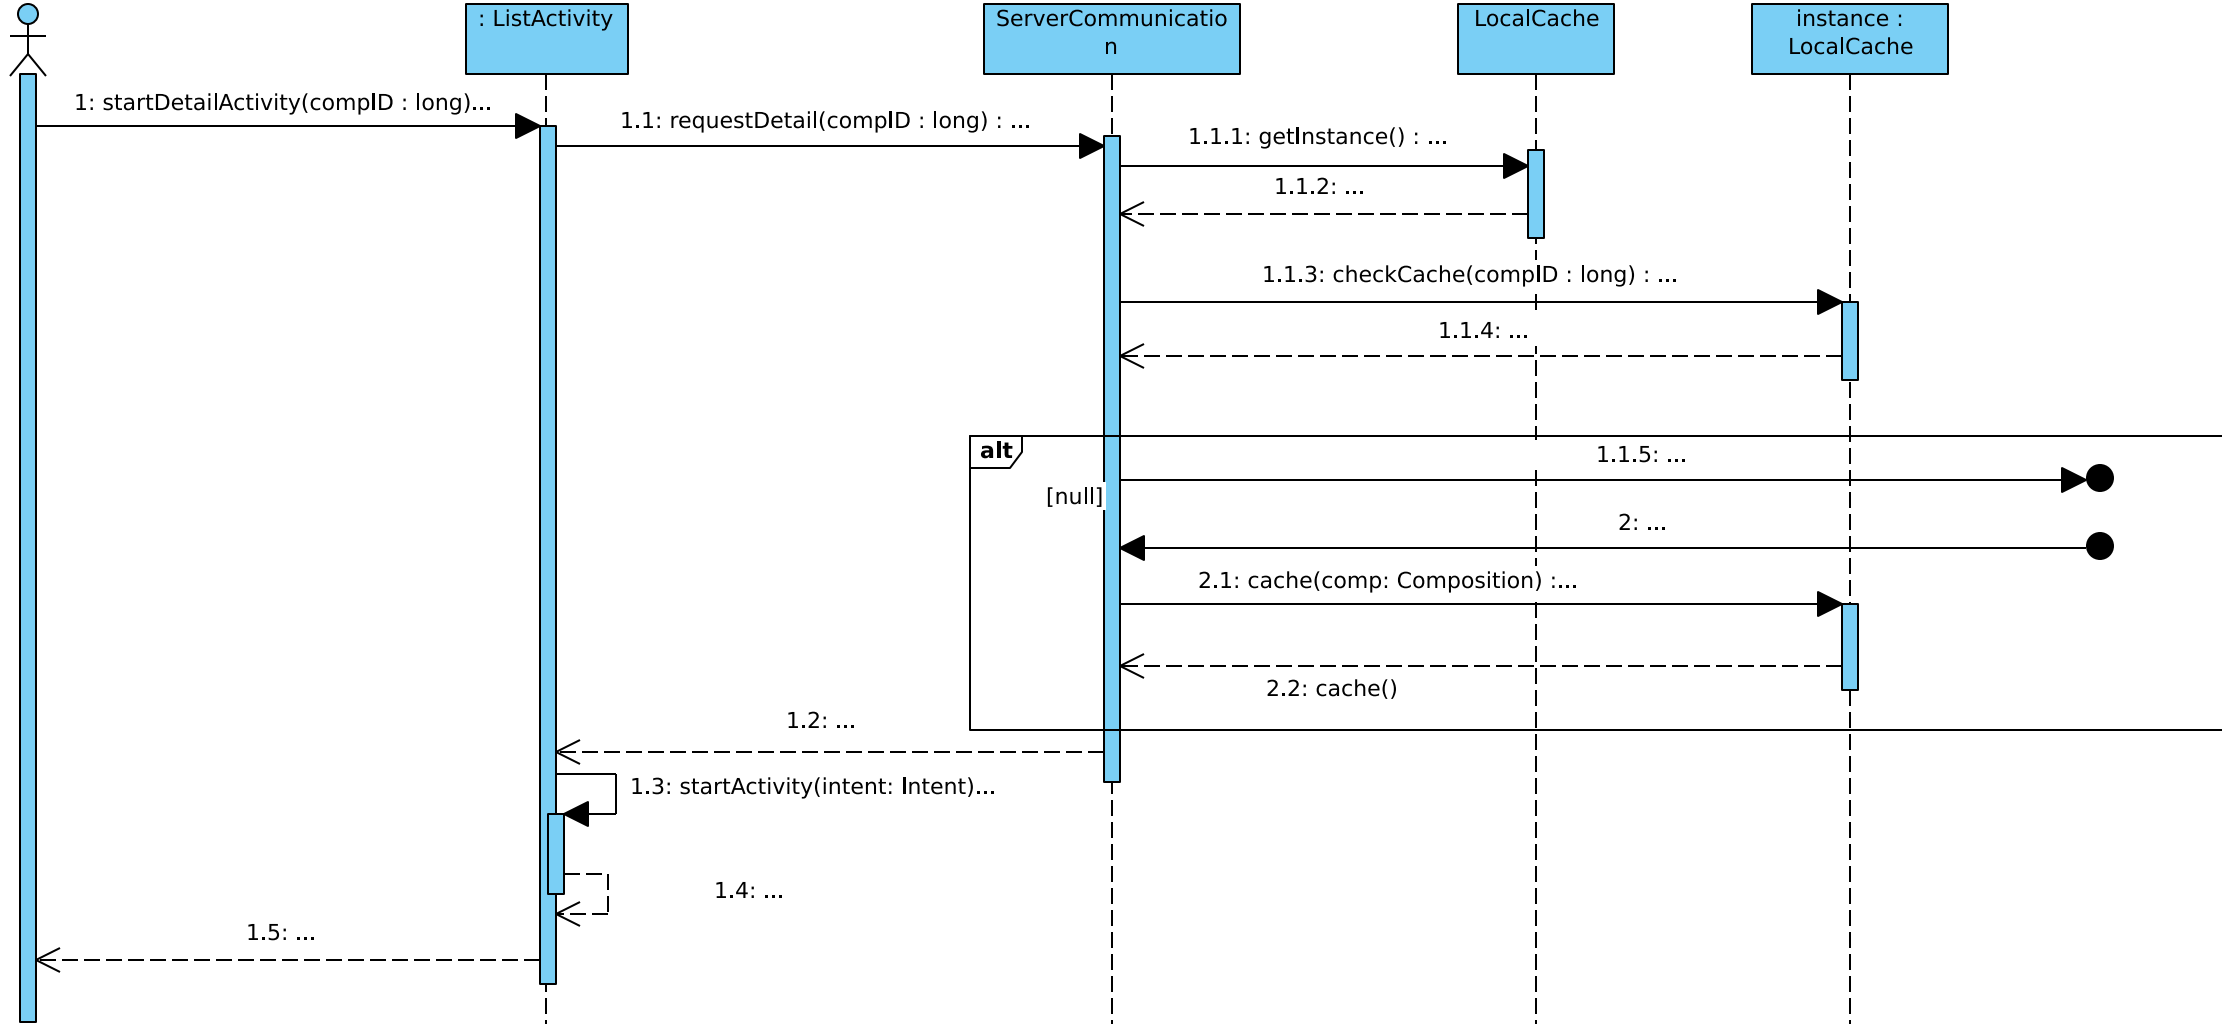 : ListActivity
ServerCommunicatio
n
LocalCache
instance :
LocalCache
1: startDetailActivity(compID : long)...
1.1: requestDetail(compID : long) : ...
1.1.1: getInstance() : ...
1.1.2: ...
1.1.3: checkCache(compID : long) : ...
1.1.4: ...
alt
1.1.5: ...
[null]
2: ...
2.1: cache(comp: Composition) :...
2.2: cache()
1.2: ...
1.3: startActivity(intent: Intent)...
1.4: ...
1.5: ...